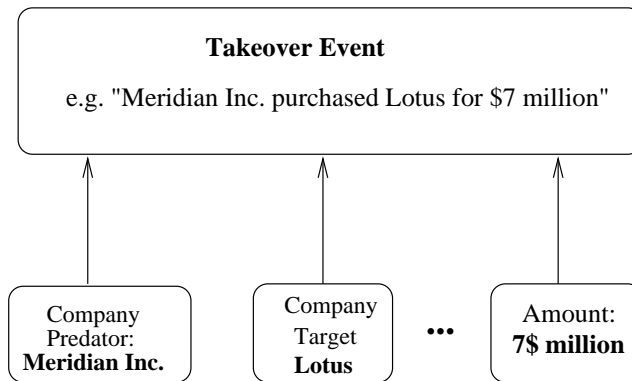 Takeover Event
e.g. "Meridian Inc. purchased Lotus for $7 million"
Company
Predator:
Meridian Inc.
Company
Target
Lotus
...
Amount:
7$ million